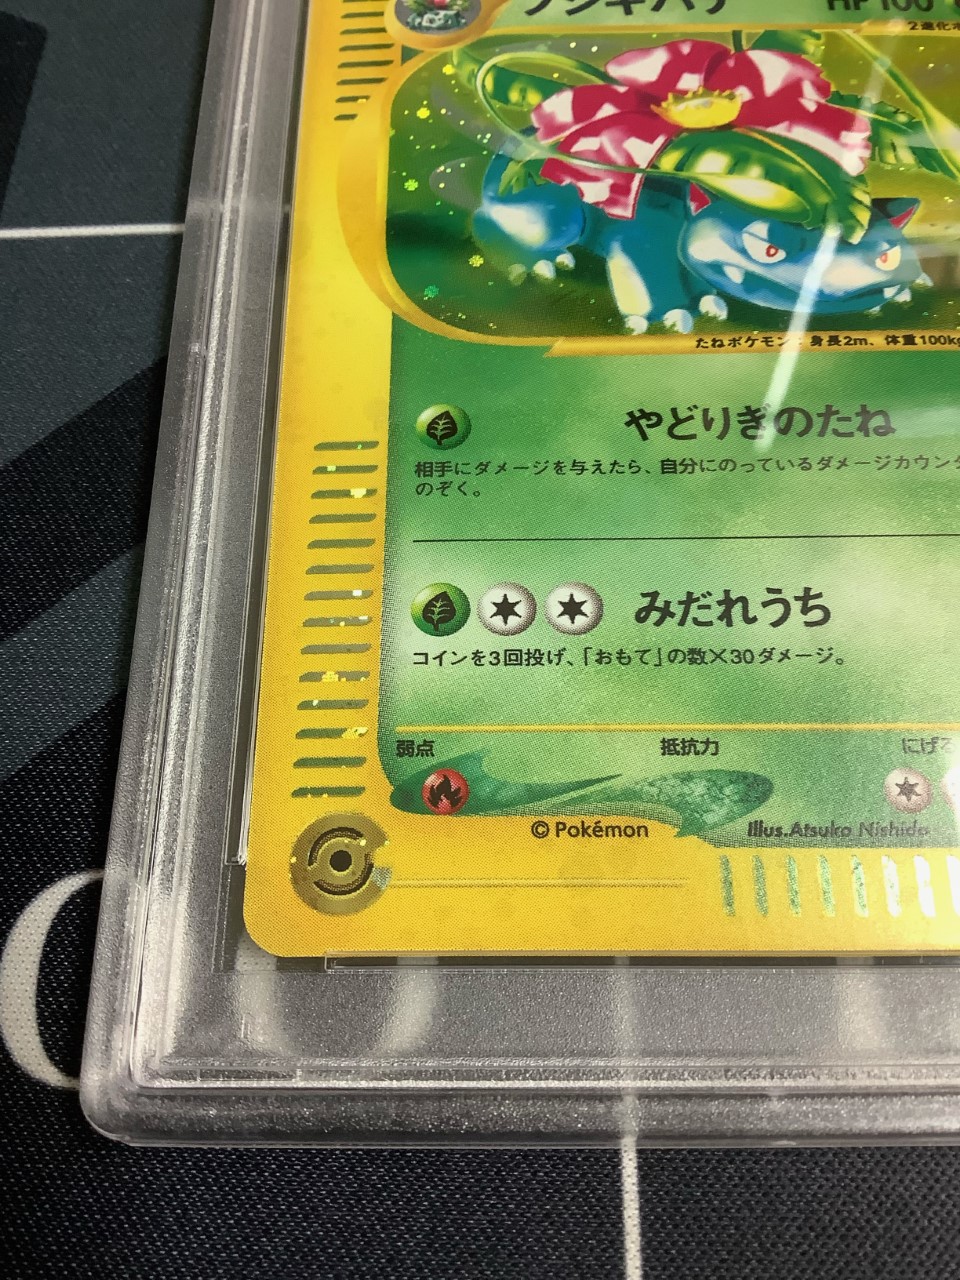 フシギバナ HP100
2進化
たねポケモン：身長2m、体重100kg
やどりぎのたね
相手にダメージを与えたら、自分にのっているダメージカウンタ
のぞく。
みだれうち
コインを3回投げ、「おもて」の数×30ダメージ。
弱点 抵抗力 にげる
© Pokémon Illus.Atsuko Nishida